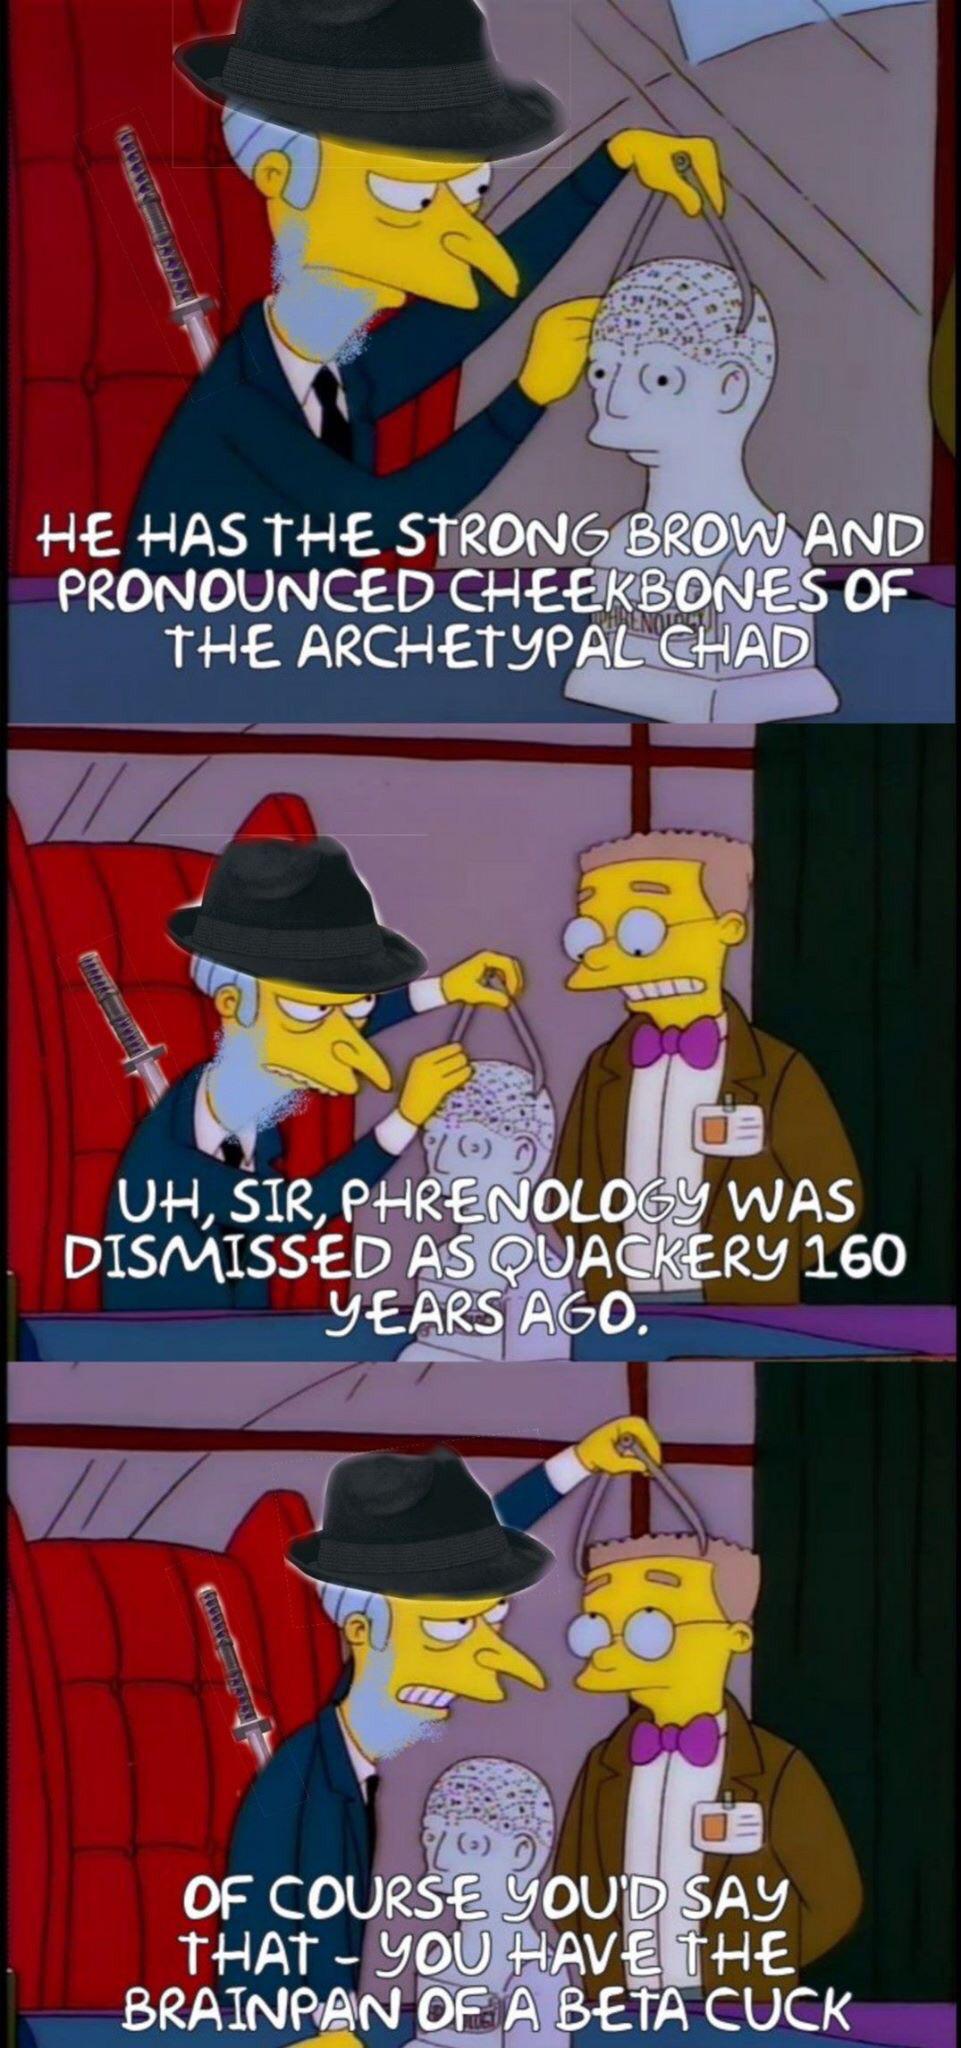 HE HAS THE STRONG BROW AND
PRONOUNCED CHEEKBONES OF
PHRENOLOGY
THE ARCHETYPAL CHAD
UH, SIR, PHRENOLOGY WAS
DISMISSED AS QUACKERY 160
YEARS AGO.
OF COURSE YOU'D SAY
THAT - YOU HAVE THE
BRAINPAN OF A BETA CUCK